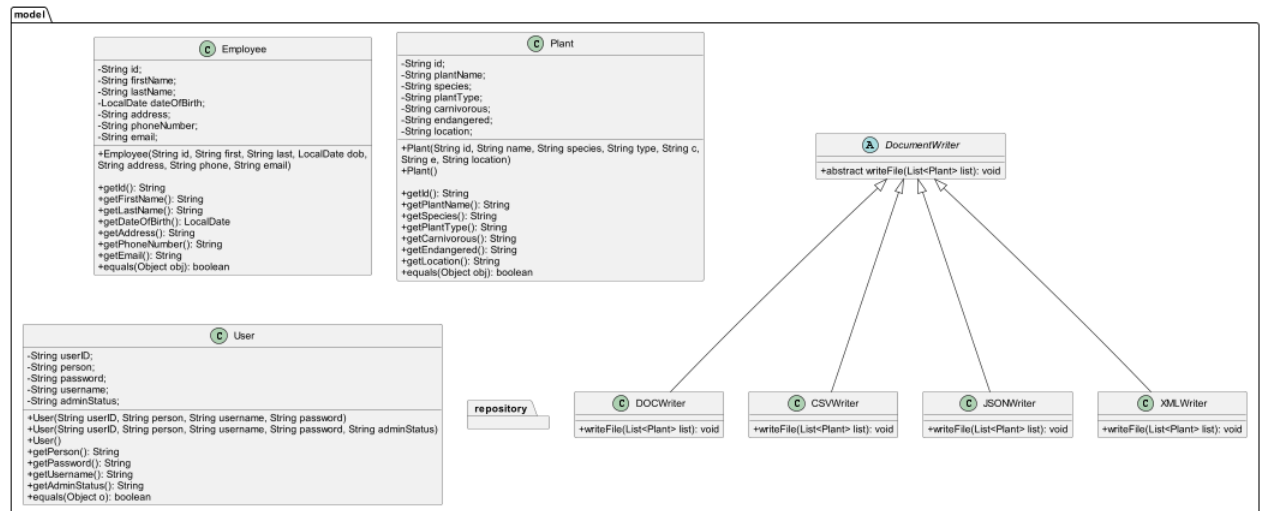 model
C Employee
-String id;
-String firstName;
-String lastName;
-LocalDate dateOfBirth;
-String address;
-String phoneNumber;
-String email;
+Employee(String id, String first, String last, LocalDate dob,
String address, String phone, String email)
+getId(): String
+getFirstName(): String
+getLastName(): String
+getDateOfBirth(): LocalDate
+getAddress(): String
+getPhoneNumber(): String
+getEmail(): String
+equals(Object obj): boolean
C Plant
-String id;
-String plantName;
-String species;
-String plantType;
-String carnivorous;
-String endangered;
-String location;
+Plant(String id, String name, String species, String type, String c,
String e, String location)
+Plant()
+getId(): String
+getPlantName(): String
+getSpecies(): String
+getPlantType(): String
+getCarnivorous(): String
+getEndangered(): String
+getLocation(): String
+equals(Object obj): boolean
A DocumentWriter
+abstract writeFile(List<Plant> list): void
C User
-String userID;
-String person;
-String password;
-String username;
-String adminStatus;
+User(String userID, String person, String username, String password)
+User(String userID, String person, String username, String password, String adminStatus)
+User()
+getPerson(): String
+getPassword(): String
+getUsername(): String
+getAdminStatus(): String
+equals(Object o): boolean
repository
C DOCWriter
+writeFile(List<Plant> list): void
C CSVWriter
+writeFile(List<Plant> list): void
C JSONWriter
+writeFile(List<Plant> list): void
C XMLWriter
+writeFile(List<Plant> list): void